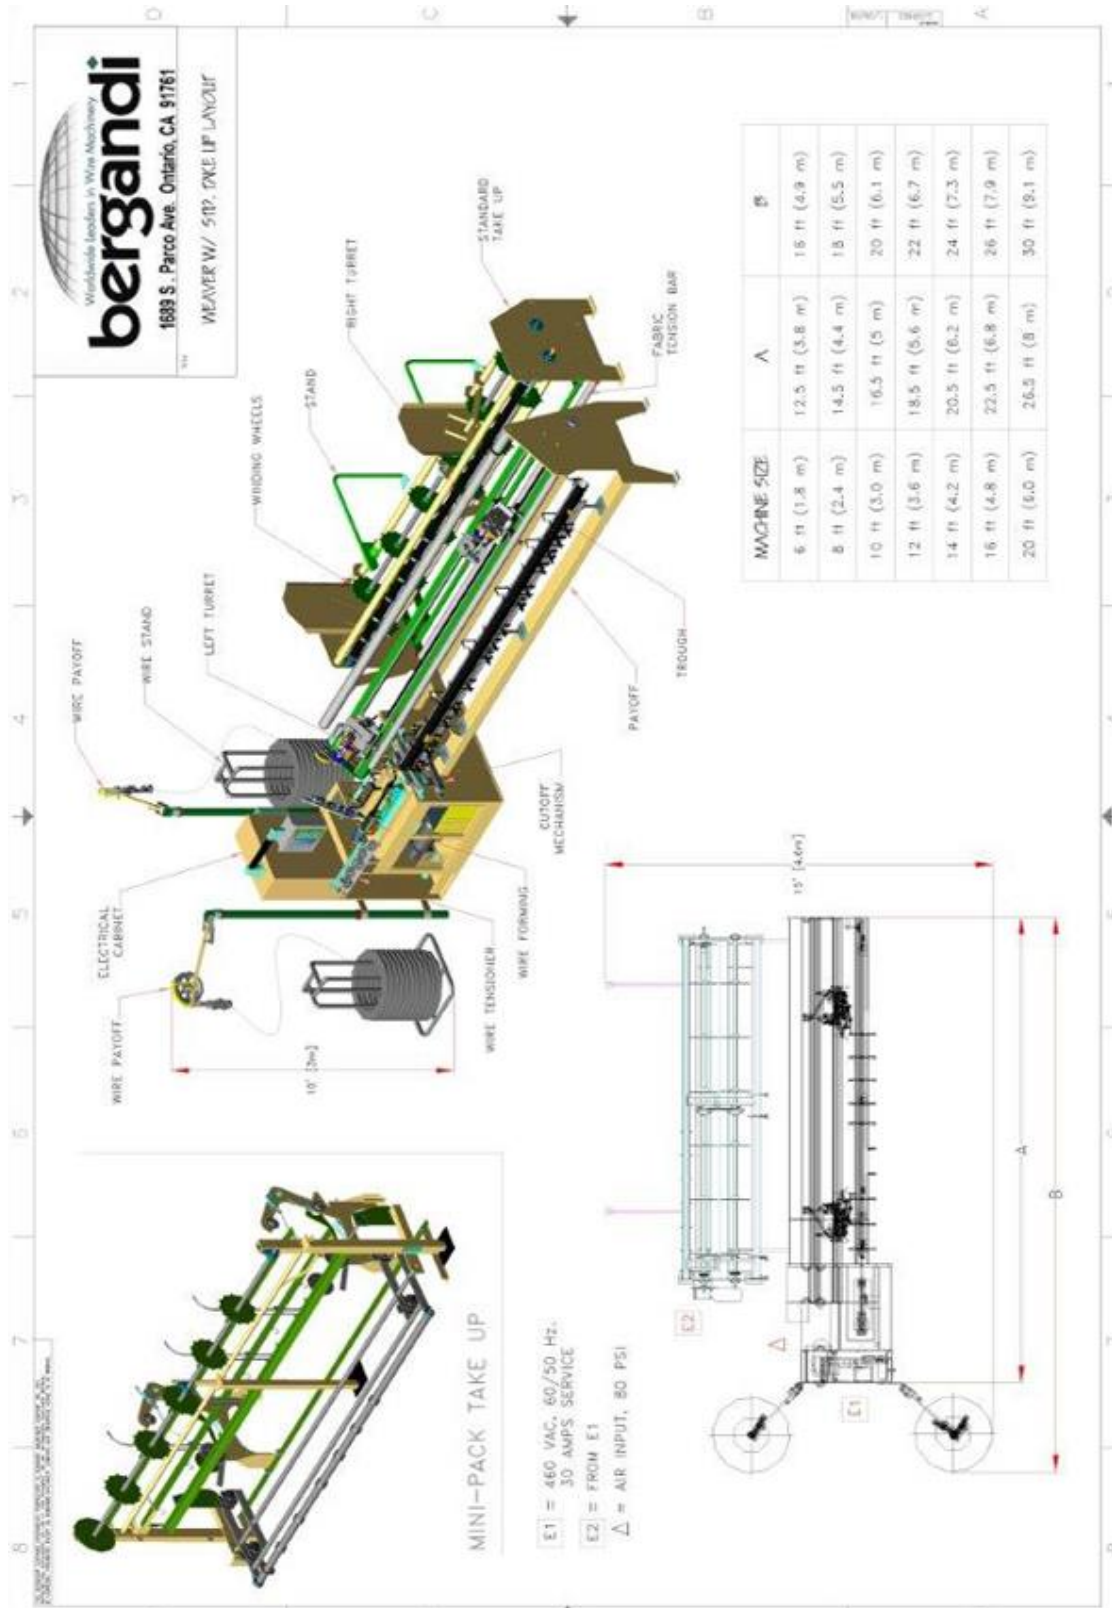 Worldwide Leaders in Wire Machinery
bergandi
1689 S . Parco Ave. Ontario, CA 91761
WEAVER W/ STD. TAKE UP LAYOUT
D
C
B
A
1
2
3
4
5
6
7
8
WIRE PAYOFF
WIRE STAND
LEFT TURRET
WINDING WHEELS
STAND
RIGHT TURRET
STANDARD
TAKE UP
FABRIC
TENSION BAR
TROUGH
PAYOFF
CUTOFF
MECHANISM
WIRE FORMING
WIRE TENSIONER
ELECTRICAL
CABINET
WIRE PAYOFF
10' [3m]
MINI-PACK TAKE UP
E1 = 460 VAC, 60/50 Hz.
30 AMPS SERVICE
E2 = FROM E1
△ = AIR INPUT, 80 PSI
E2
E1
15' [4.6m]
A
B
MACHINE SIZE A B
6 ft (1.8 m) 12.5 ft (3.8 m) 16 ft (4.9 m)
8 ft (2.4 m) 14.5 ft (4.4 m) 18 ft (5.5 m)
10 ft (3.0 m) 16.5 ft (5 m) 20 ft (6.1 m)
12 ft (3.6 m) 18.5 ft (5.6 m) 22 ft (6.7 m)
14 ft (4.2 m) 20.5 ft (6.2 m) 24 ft (7.3 m)
16 ft (4.8 m) 22.5 ft (6.8 m) 26 ft (7.9 m)
20 ft (6.0 m) 26.5 ft (8 m) 30 ft (9.1 m)